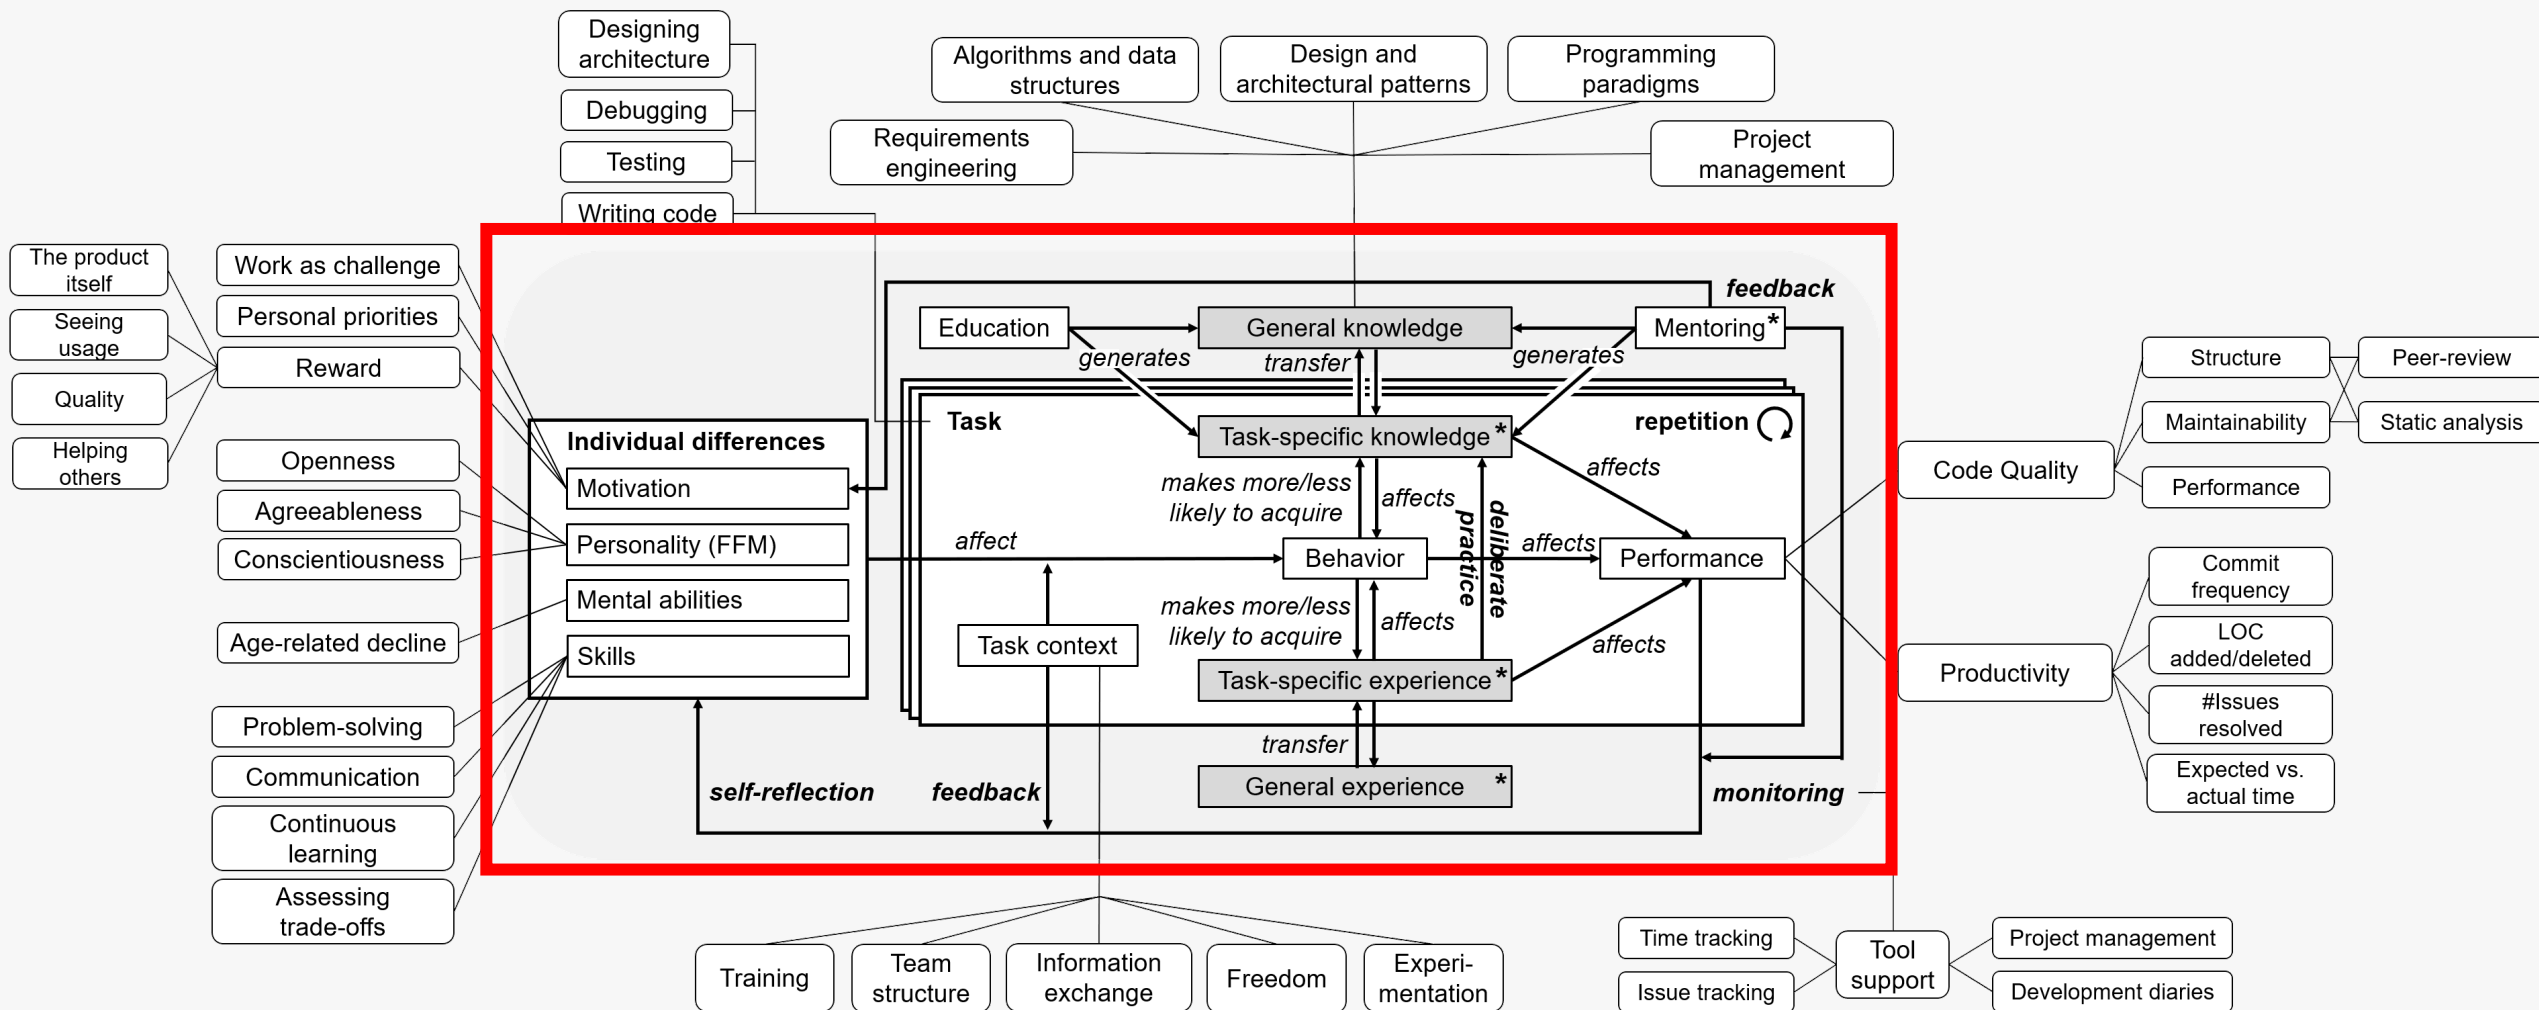 Designing
architecture
Debugging
Testing
Writing code
Algorithms and data
structures
Design and
architectural patterns
Programming
paradigms
Requirements
engineering
Project
management
The product
itself
Seeing
usage
Quality
Helping
others
Work as challenge
Personal priorities
Reward
Openness
Agreeableness
Conscientiousness
Age-related decline
Problem-solving
Communication
Continuous
learning
Assessing
trade-offs
Individual differences
Motivation
Personality (FFM)
Mental abilities
Skills
feedback
Education
General knowledge
Mentoring*
generates
transfer
generates
Task
Task-specific knowledge*
repetition
makes more/less
likely to acquire
affects
deliberate
practice
affects
affect
Behavior
affects
Performance
Task context
makes more/less
likely to acquire
affects
affects
Task-specific experience*
transfer
General experience *
self-reflection
feedback
monitoring
Code Quality
Structure
Maintainability
Performance
Peer-review
Static analysis
Productivity
Commit
frequency
LOC
added/deleted
#Issues
resolved
Expected vs.
actual time
Training
Team
structure
Information
exchange
Freedom
Experi-
mentation
Time tracking
Issue tracking
Tool
support
Project management
Development diaries